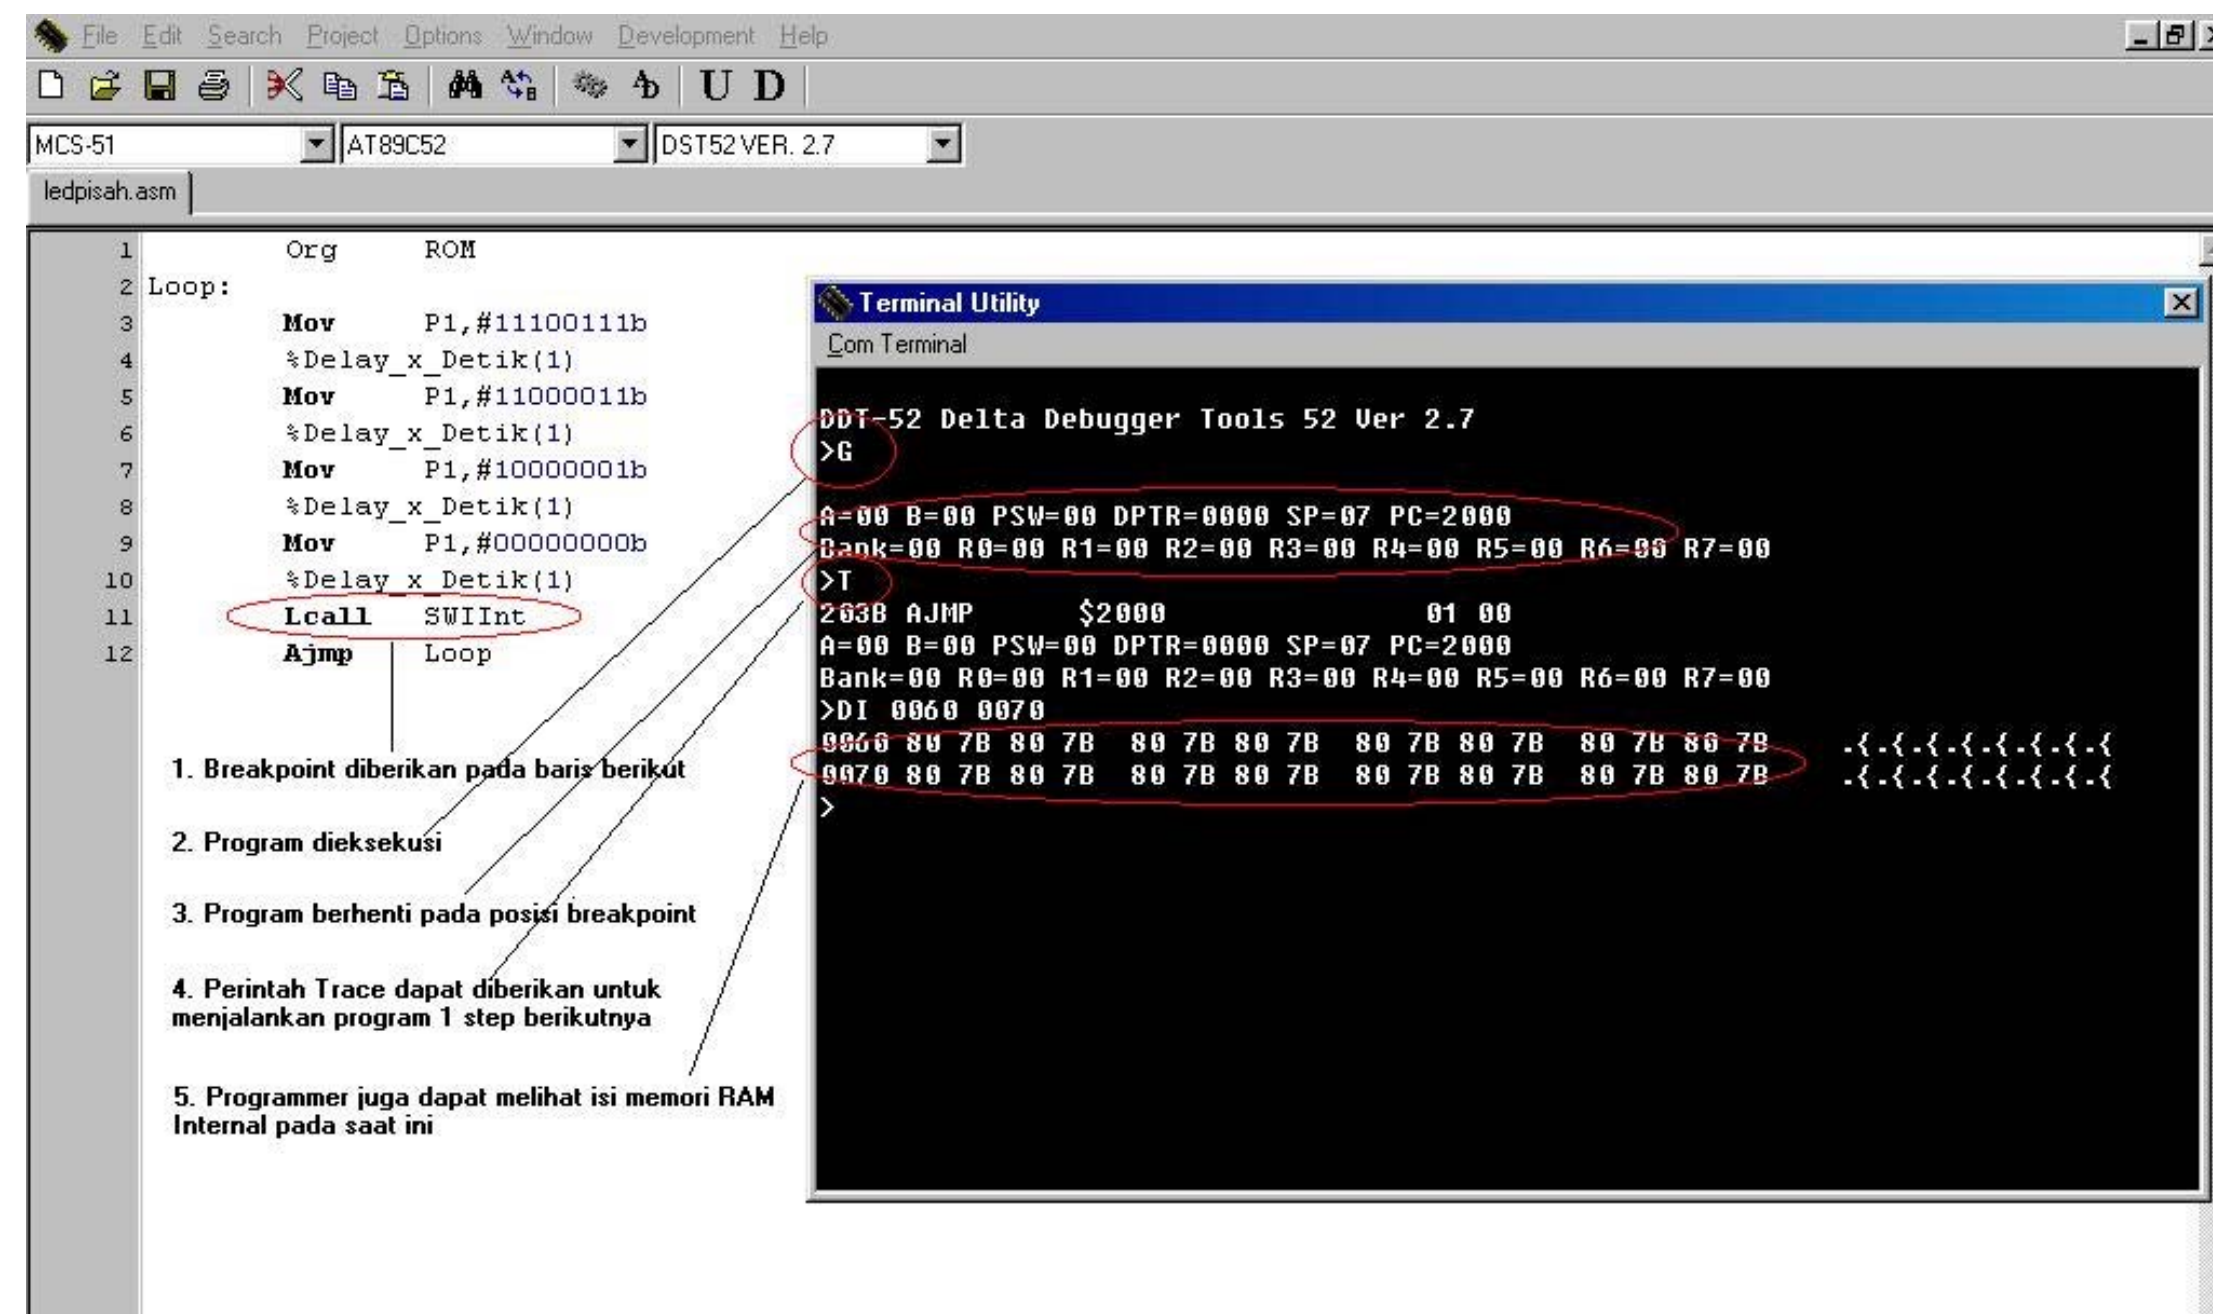 File Edit Search Project Options Window Development Help
U D
MCS-51 AT89C52 DST52 VER. 2.7
ledpisah.asm
1 Org ROM
2 Loop:
3 Mov P1,#11100111b
4 %Delay_x_Detik(1)
5 Mov P1,#11000011b
6 %Delay_x_Detik(1)
7 Mov P1,#10000001b
8 %Delay_x_Detik(1)
9 Mov P1,#00000000b
10 %Delay_x_Detik(1)
11 Lcall SWIInt
12 Ajmp Loop
1. Breakpoint diberikan pada baris berikut
2. Program dieksekusi
3. Program berhenti pada posisi breakpoint
4. Perintah Trace dapat diberikan untuk
menjalankan program 1 step berikutnya
5. Programmer juga dapat melihat isi memori RAM
Internal pada saat ini
Terminal Utility
Com Terminal
DDT-52 Delta Debugger Tools 52 Ver 2.7
>G
A=00 B=00 PSW=00 DPTR=0000 SP=07 PC=2000
Bank=00 R0=00 R1=00 R2=00 R3=00 R4=00 R5=00 R6=00 R7=00
>T
203B AJMP $2000 01 00
A=00 B=00 PSW=00 DPTR=0000 SP=07 PC=2000
Bank=00 R0=00 R1=00 R2=00 R3=00 R4=00 R5=00 R6=00 R7=00
>DI 0060 0070
0060 80 7B 80 7B 80 7B 80 7B 80 7B 80 7B 80 7B 80 7B .{.{.{.{.{.{.{.{
0070 80 7B 80 7B 80 7B 80 7B 80 7B 80 7B 80 7B 80 7B .{.{.{.{.{.{.{.{
>